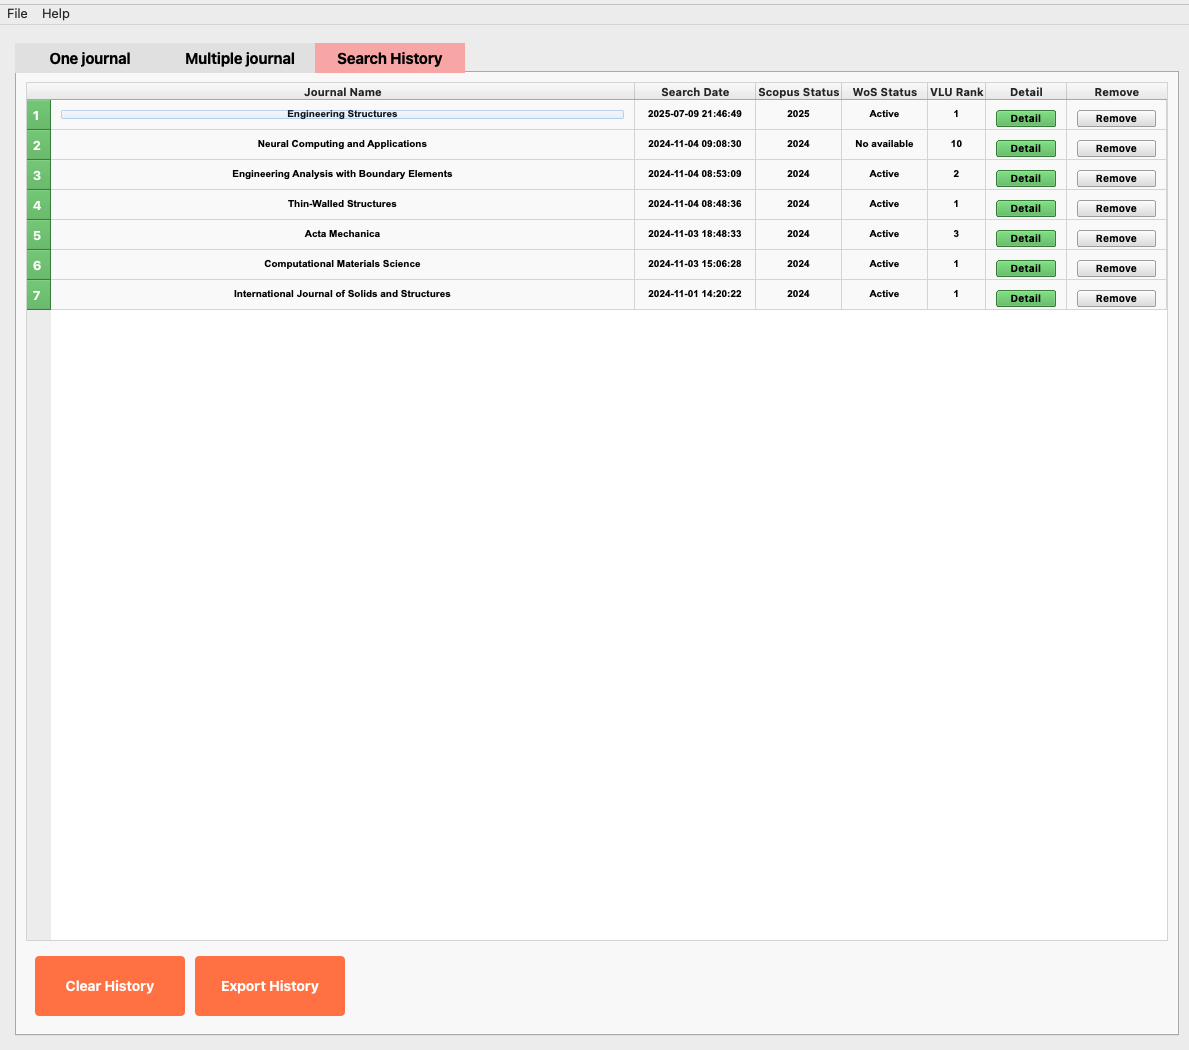 File Help
One journal Multiple journal Search History
Journal Name Search Date Scopus Status WoS Status VLU Rank Detail Remove
1 Engineering Structures 2025-07-09 21:46:49 2025 Active 1 Detail Remove
2 Neural Computing and Applications 2024-11-04 09:08:30 2024 No available 10 Detail Remove
3 Engineering Analysis with Boundary Elements 2024-11-04 08:53:09 2024 Active 2 Detail Remove
4 Thin-Walled Structures 2024-11-04 08:48:36 2024 Active 1 Detail Remove
5 Acta Mechanica 2024-11-03 18:48:33 2024 Active 3 Detail Remove
6 Computational Materials Science 2024-11-03 15:06:28 2024 Active 1 Detail Remove
7 International Journal of Solids and Structures 2024-11-01 14:20:22 2024 Active 1 Detail Remove
Clear History Export History